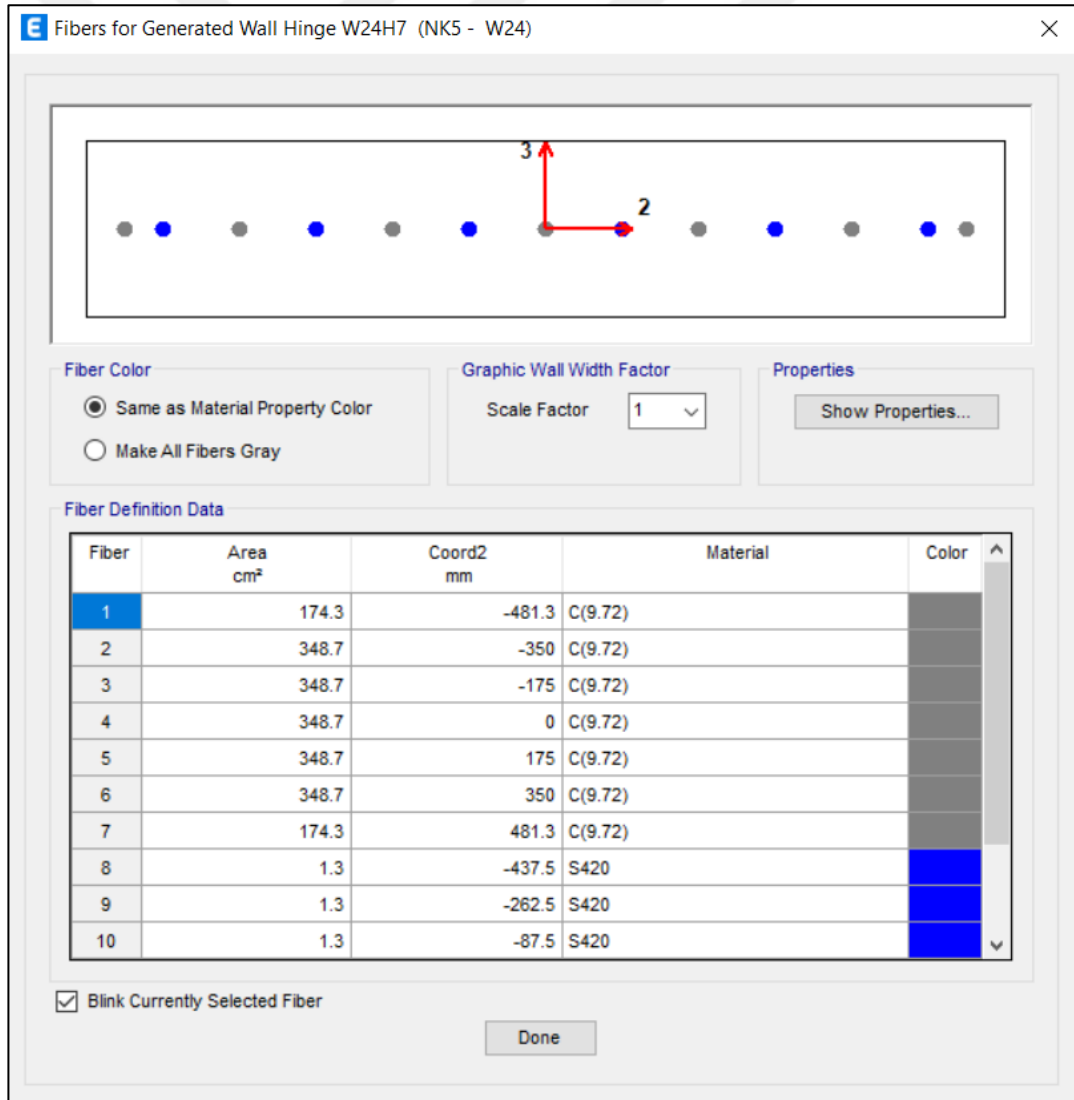 E Fibers for Generated Wall Hinge W24H7 (NK5 - W24)
3
2
Fiber Color
Same as Material Property Color
Make All Fibers Gray
Graphic Wall Width Factor
Scale Factor 1
Properties
Show Properties...
Fiber Definition Data
Fiber Area Coord2 Material Color
cm² mm
1 174.3 -481.3 C(9.72)
2 348.7 -350 C(9.72)
3 348.7 -175 C(9.72)
4 348.7 0 C(9.72)
5 348.7 175 C(9.72)
6 348.7 350 C(9.72)
7 174.3 481.3 C(9.72)
8 1.3 -437.5 S420
9 1.3 -262.5 S420
10 1.3 -87.5 S420
Blink Currently Selected Fiber
Done